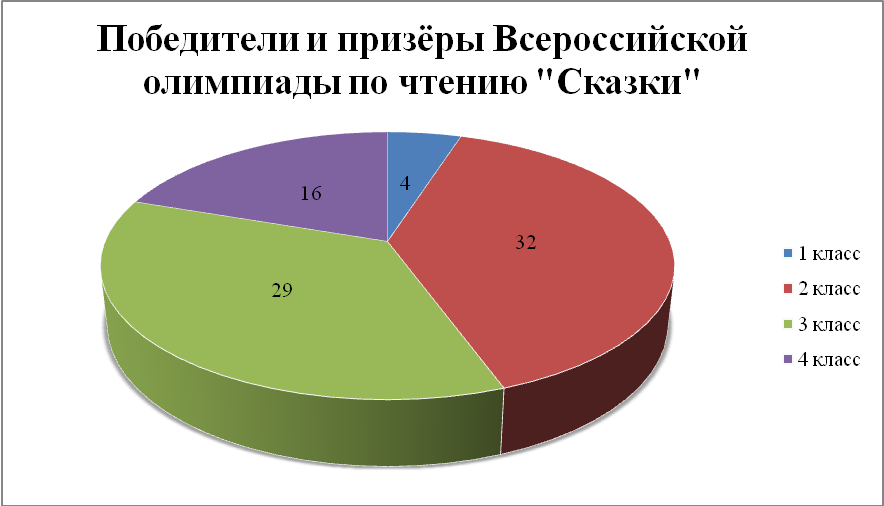 Победители и призёры Всероссийской
олимпиады по чтению "Сказки"
4
16
32
29
1 класс
2 класс
3 класс
4 класс